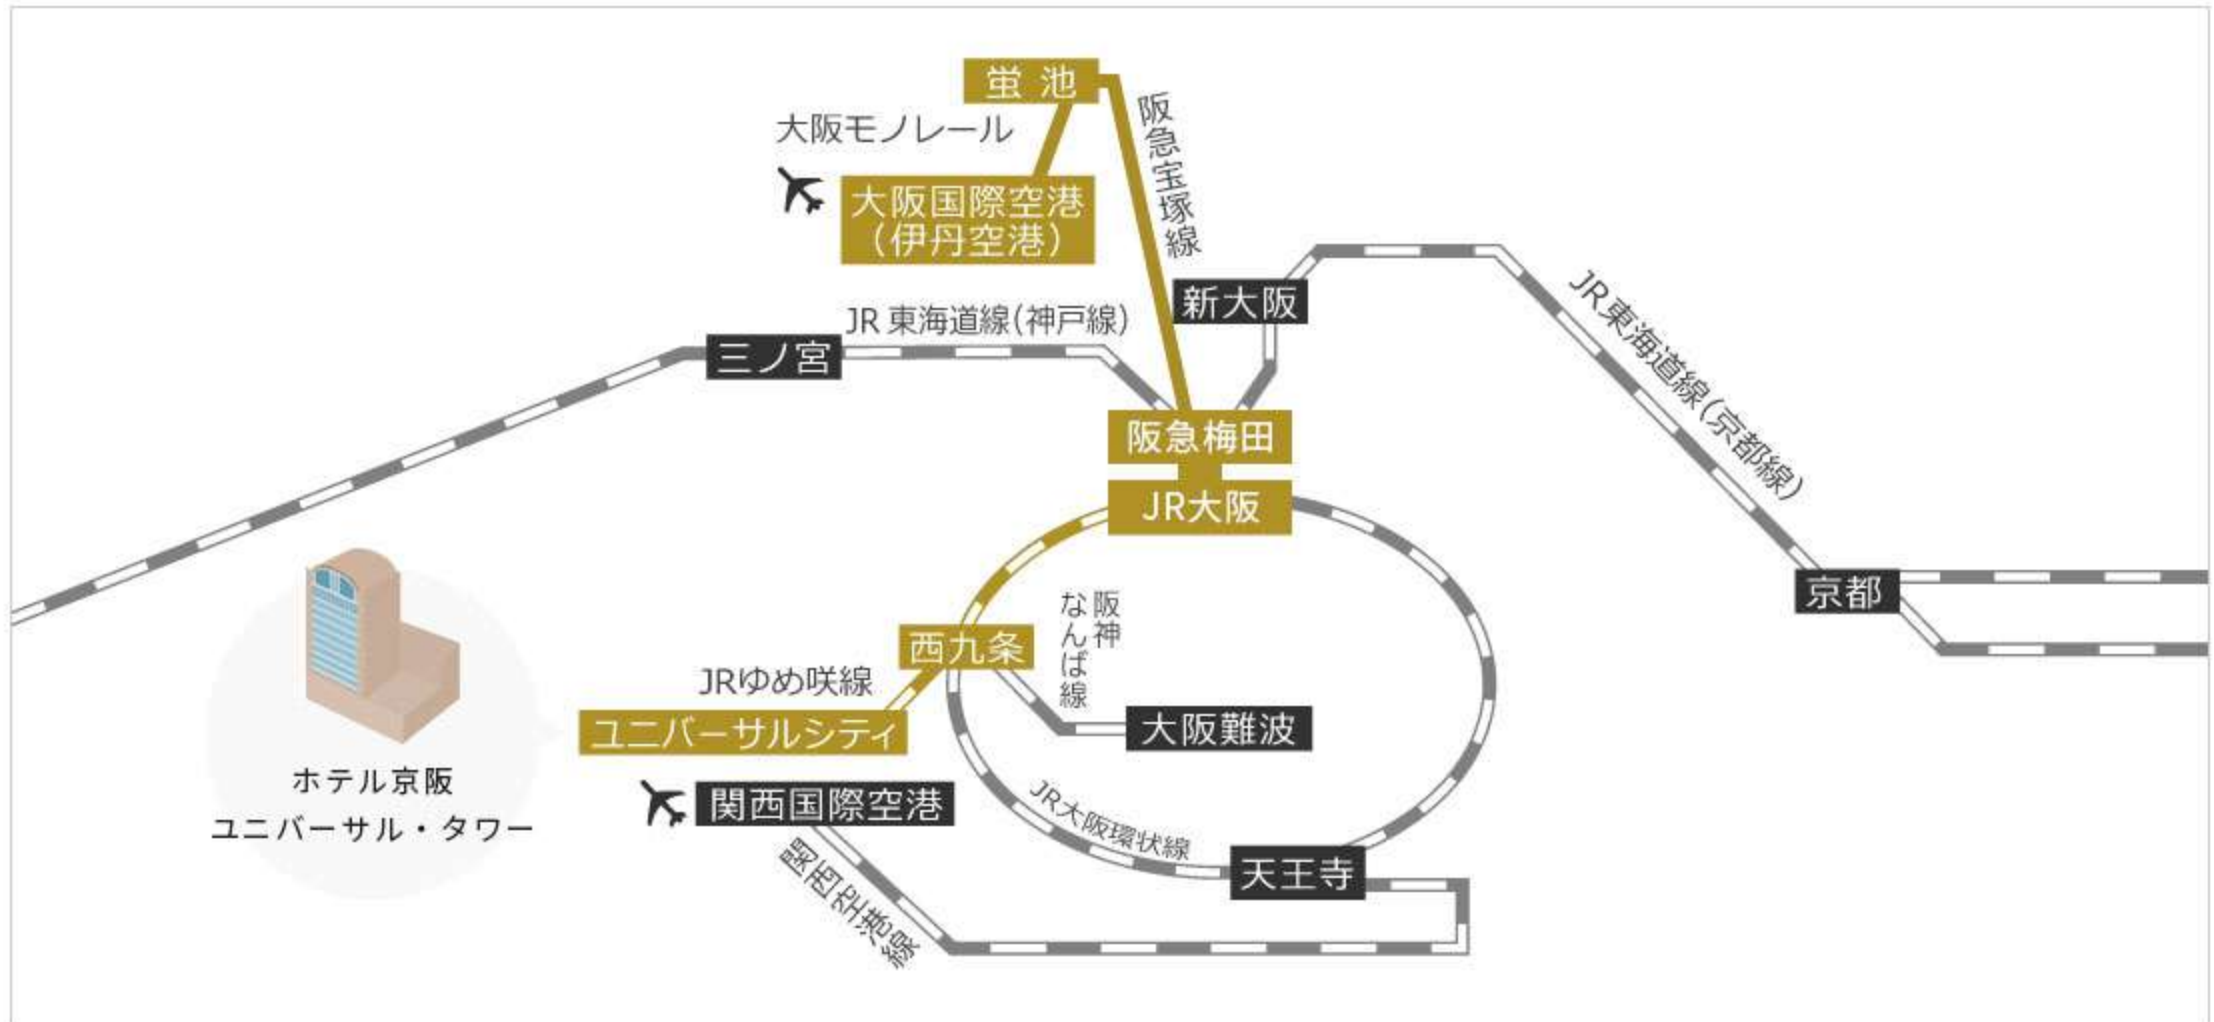 蛍 池
大阪モノレール
阪急宝塚線
大阪国際空港
（伊丹空港）
新大阪
JR 東海道線(神戸線)
三ノ宮
JR東海道線(京都線)
阪急梅田
JR大阪
京都
阪神
なんば線
西九条
JRゆめ咲線
ユニバーサルシティ
大阪難波
ホテル京阪
ユニバーサル・タワー
関西国際空港
JR大阪環状線
天王寺
関西空港線